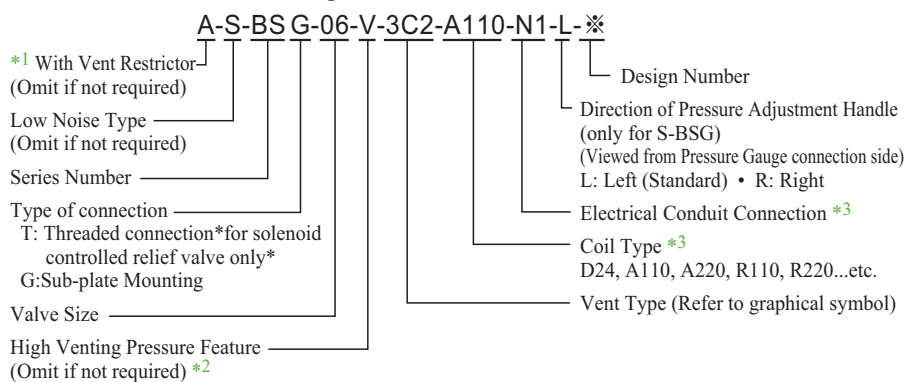 A-S-BSG-06-V-3C2-A110-N1-L-※
*1 With Vent Restrictor
(Omit if not required)
Low Noise Type
(Omit if not required)
Series Number
Type of connection
T: Threaded connection*for solenoid
controlled relief valve only*
G:Sub-plate Mounting
Valve Size
High Venting Pressure Feature
(Omit if not required) *2
Design Number
Direction of Pressure Adjustment Handle
(only for S-BSG)
(Viewed from Pressure Gauge connection side)
L: Left (Standard) • R: Right
Electrical Conduit Connection *3
Coil Type *3
D24, A110, A220, R110, R220...etc.
Vent Type (Refer to graphical symbol)